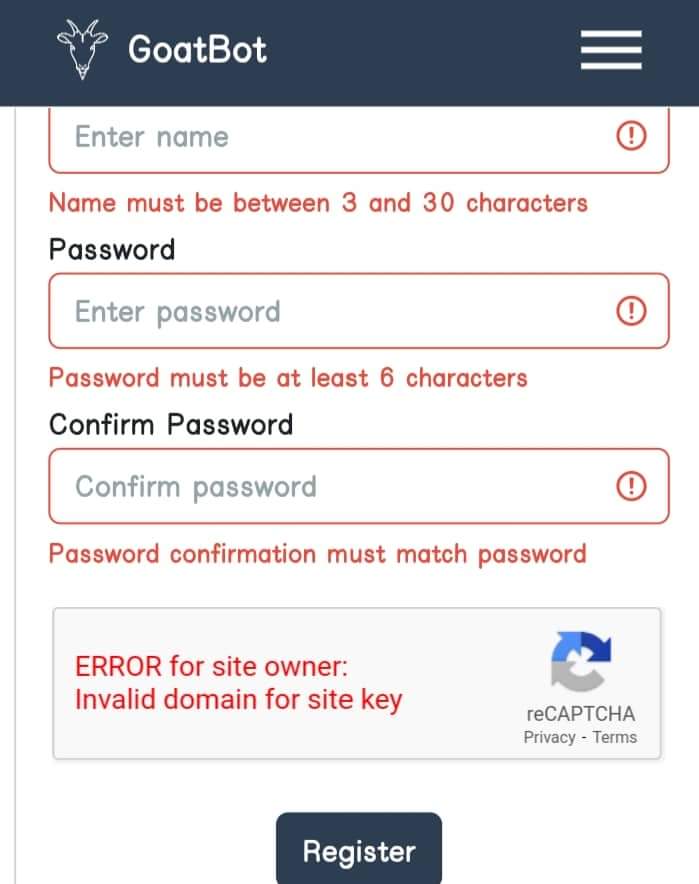 GoatBot
Enter name
Name must be between 3 and 30 characters
Password
Enter password
Password must be at least 6 characters
Confirm Password
Confirm password
Password confirmation must match password
ERROR for site owner:
Invalid domain for site key
reCAPTCHA
Privacy - Terms
Register